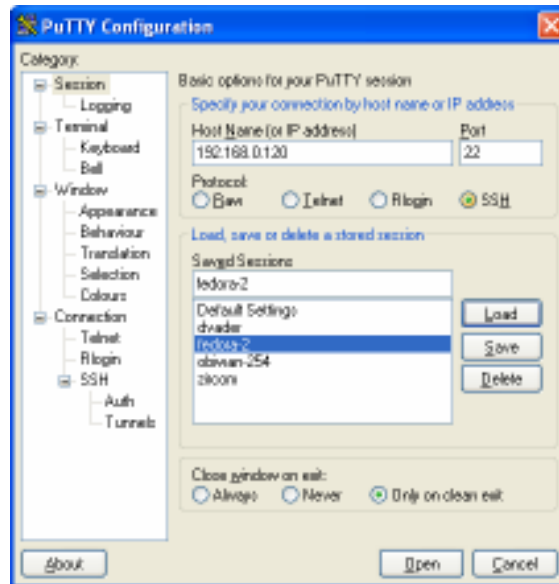 PuTTY Configuration
Category:
Session
Logging
Terminal
Keyboard
Bell
Window
Appearance
Behaviour
Translation
Selection
Colours
Connection
Telnet
Rlogin
SSH
Auth
Tunnels
Basic options for your PuTTY session
Specify your connection by host name or IP address
Host Name (or IP address)
Port
192.168.0.120
22
Protocol:
Raw
Telnet
Rlogin
SSH
Load, save or delete a stored session
Saved Sessions
fedora-2
Default Settings
dvader
fedora-2
obiwan-254
zircom
Load
Save
Delete
Close window on exit:
Always
Never
Only on clean exit
About
Open
Cancel